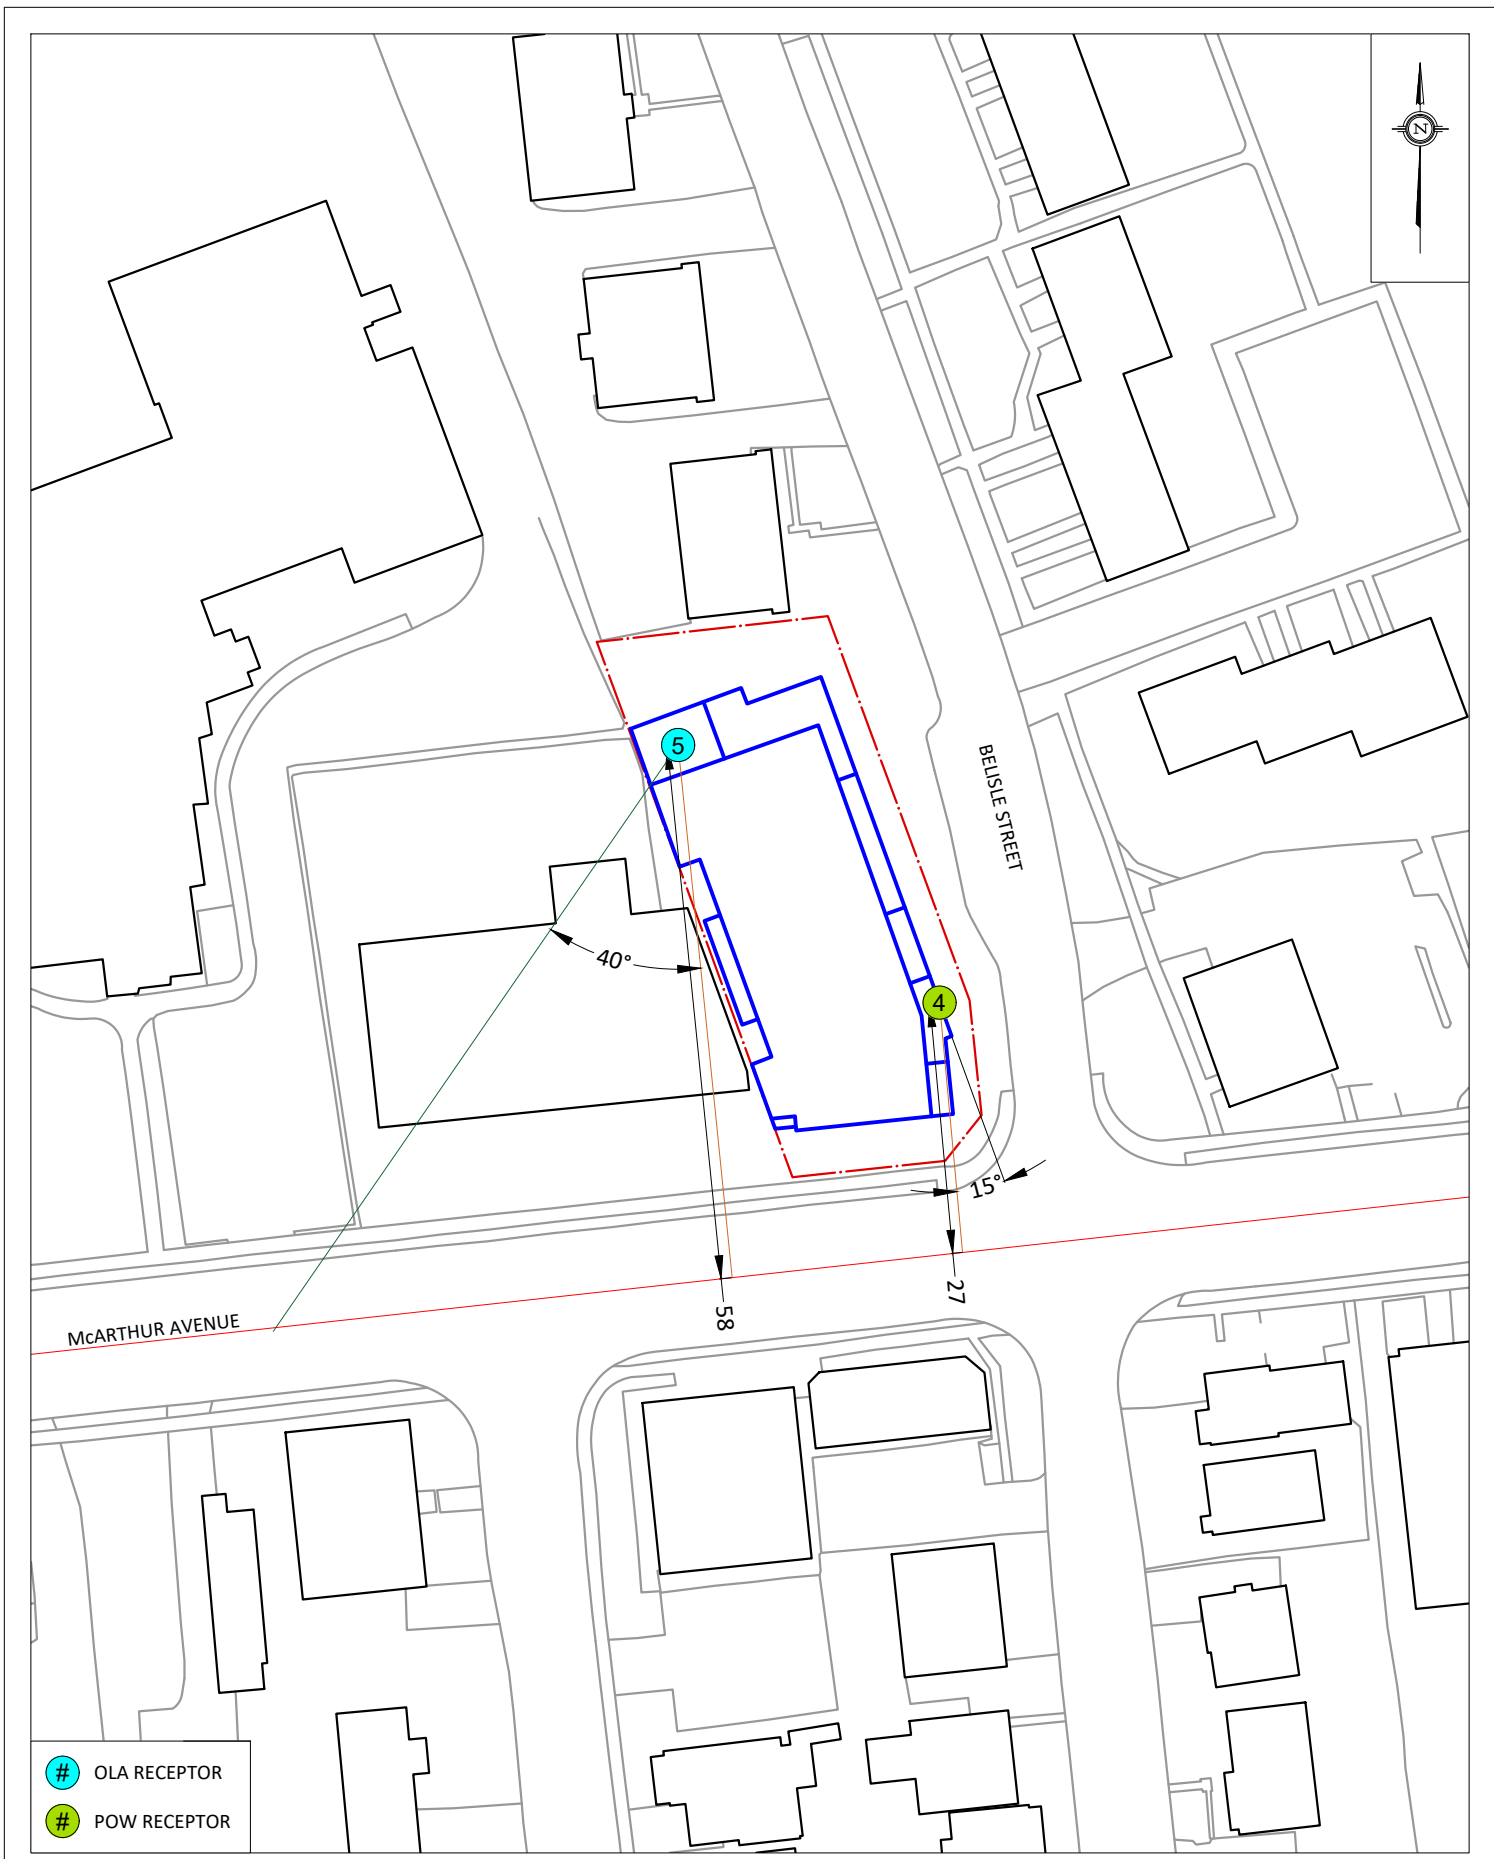 N
5
BELISLE STREET
40°
4
15°
27
58
McARTHUR AVENUE
# OLA RECEPTOR
# POW RECEPTOR